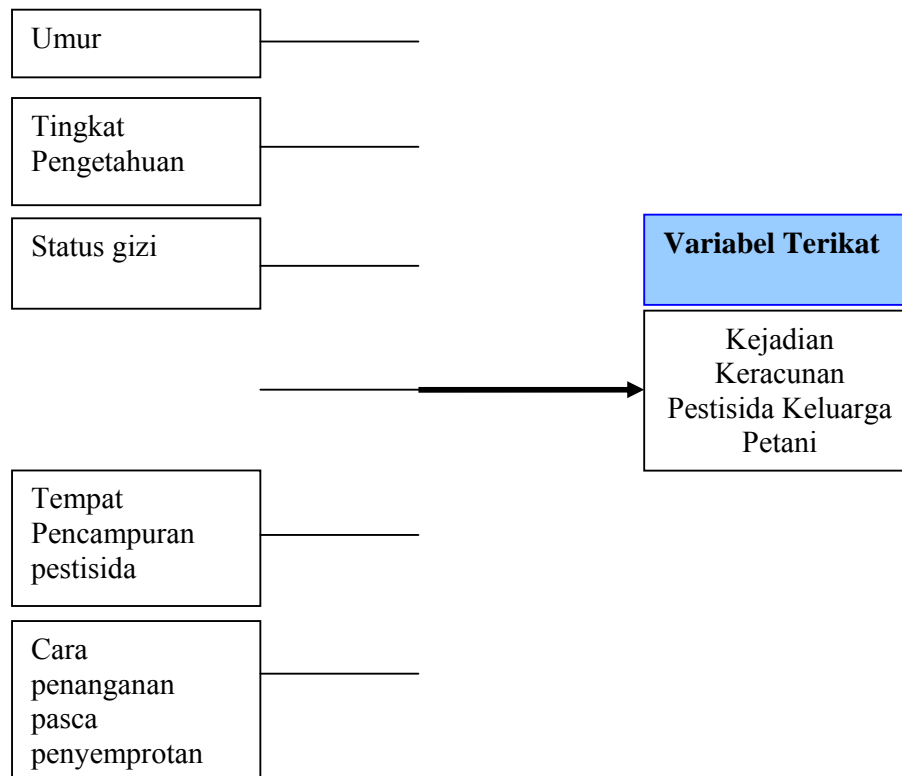 Umur
Tingkat
Pengetahuan
Status gizi
Variabel Terikat
Kejadian
Keracunan
Pestisida Keluarga
Petani
Tempat
Pencampuran
pestisida
Cara
penanganan
pasca
penyemprotan